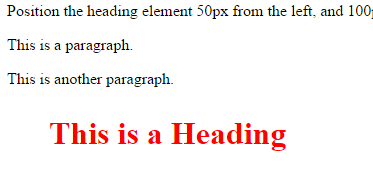 Position the heading element 50px from the left, and 100
This is a paragraph.
This is another paragraph.
This is a Heading